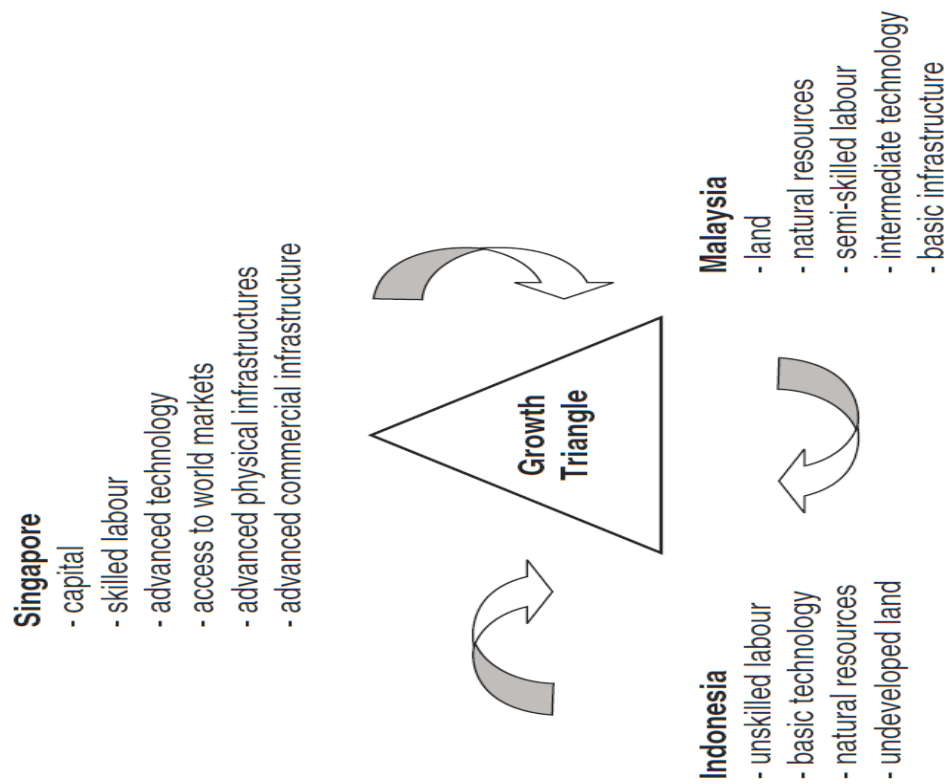 Singapore
- capital
- skilled labour
- advanced technology
- access to world markets
- advanced physical infrastructures
- advanced commercial infrastructure
Growth
Triangle
Indonesia
- unskilled labour
- basic technology
- natural resources
- undeveloped land
Malaysia
- land
- natural resources
- semi-skilled labour
- intermediate technology
- basic infrastructure